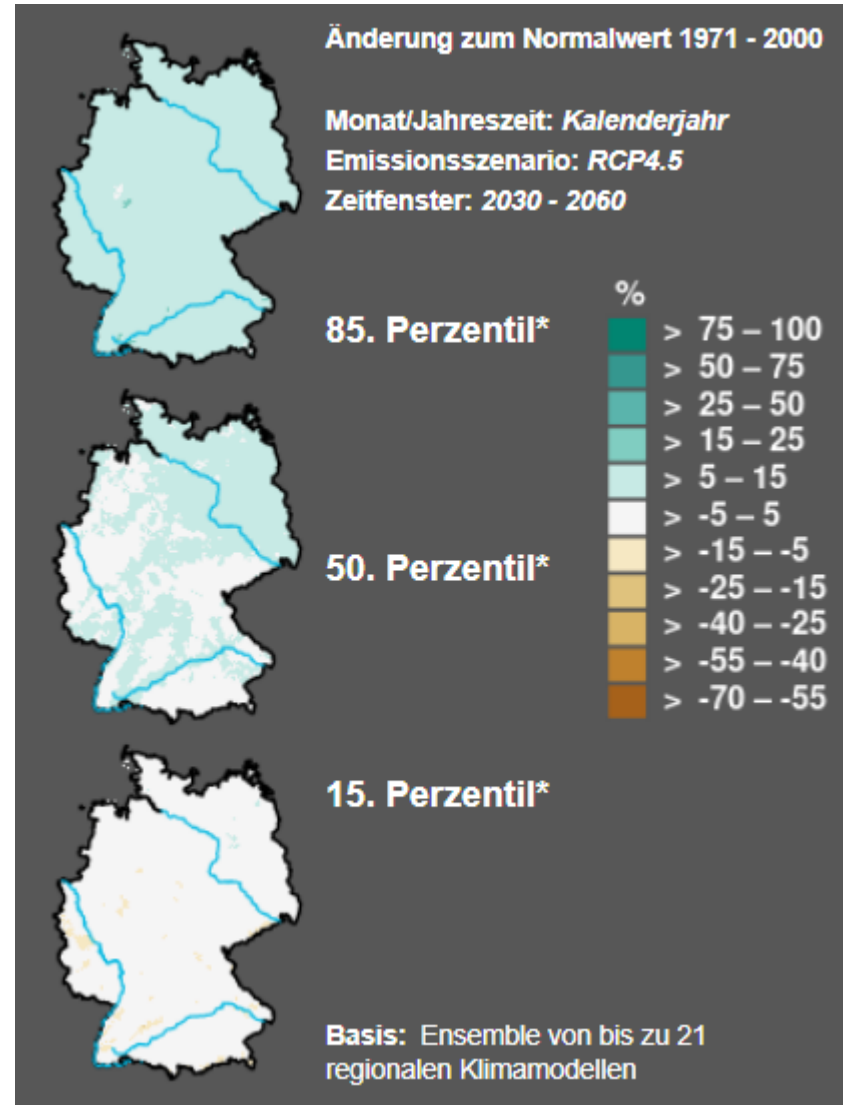 Änderung zum Normalwert 1971 - 2000
Monat/Jahreszeit: Kalenderjahr
Emissionsszenario: RCP4.5
Zeitfenster: 2030 - 2060
%
85. Perzentil*
> 75 – 100
> 50 – 75
> 25 – 50
> 15 – 25
> 5 – 15
> -5 – 5
> -15 – -5
> -25 – -15
> -40 – -25
> -55 – -40
> -70 – -55
50. Perzentil*
15. Perzentil*
Basis: Ensemble von bis zu 21
regionalen Klimamodellen